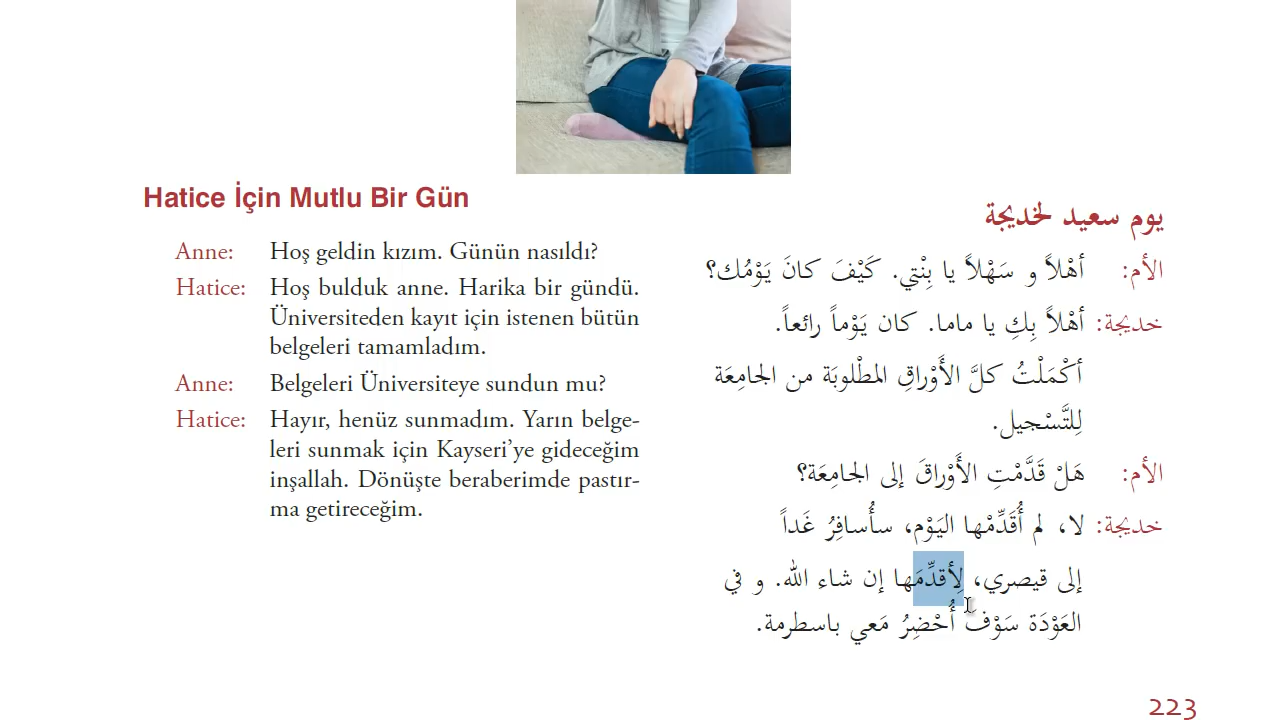 Hatice İçin Mutlu Bir Gün
Anne: Hoş geldin kızım. Günün nasıldı?
Hatice: Hoş bulduk anne. Harika bir gündü.
Üniversiteden kayıt için istenen bütün
belgeleri tamamladım.
Anne: Belgeleri Üniversiteye sundun mu?
Hatice: Hayır, henüz sunmadım. Yarın belge-
leri sunmak için Kayseri’ye gideceğim
inşallah. Dönüşte beraberimde pastır-
ma getireceğim.
يوم سعيد لخديجة
الأم: أهْلاً و سَهْلاً يا بِنْتي. كَيْفَ كانَ يَوْمُك؟
خديجة: أهْلاً بِكِ يا ماما. كان يَوْماً رائعاً.
أكْمَلْتُ كلَّ الأَوْراقِ المطْلوبَة من الجامِعَة
لِلتَّسْجيل.
الأم: هَلْ قَدَّمْتِ الأَوْراقَ إلى الجامِعَة؟
خديجة: لا، لم أُقَدِّمْها اليَوْم، سأُسافِرُ غَداً
إلى قيصري، لِأقدِّمَها إن شاء الله. و في
العَوْدَة سَوْفَ أُحْضِرُ مَعي باسطرمة.
223